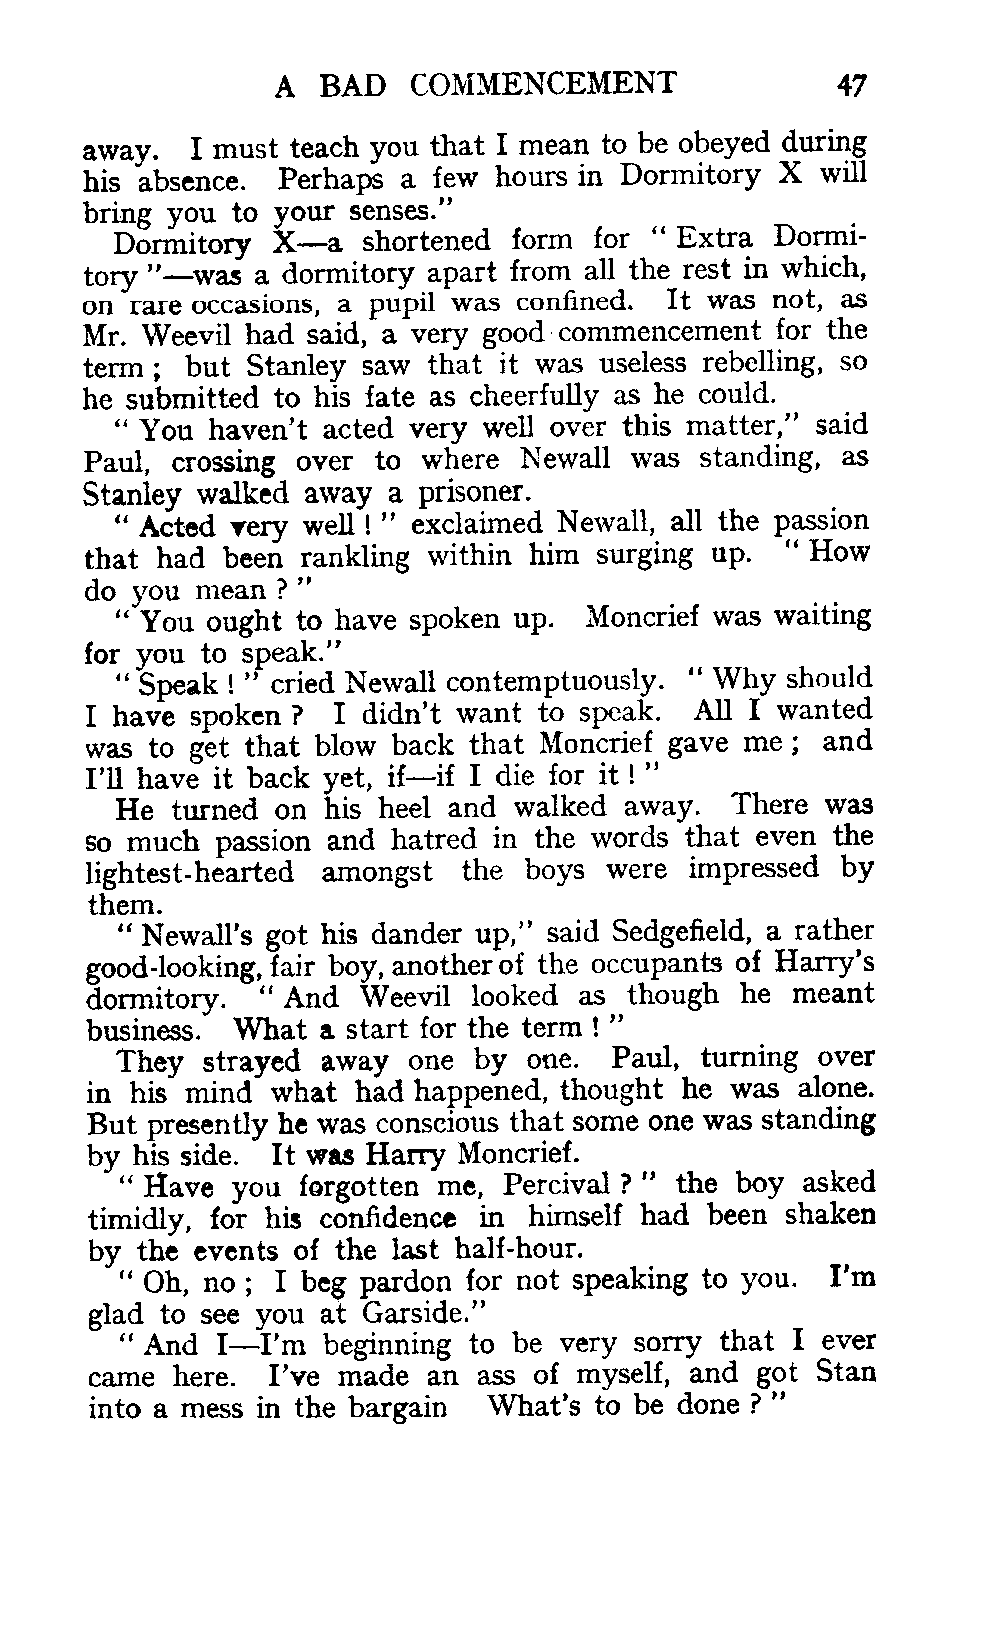 A BAD COMMENCEMENT 47
away. I must teach you that I mean to be obeyed during
his absence. Perhaps a few hours in Dormitory X will
bring you to your senses."
Dormitory X—a shortened form for " Extra Dormi-
tory "—was a dormitory apart from all the rest in which,
on rare occasions, a pupil was confined. It was not, as
Mr. Weevil had said, a very good commencement for the
term ; but Stanley saw that it was useless rebelling, so
he submitted to his fate as cheerfully as he could.
" You haven't acted very well over this matter," said
Paul, crossing over to where Newall was standing, as
Stanley walked away a prisoner.
" Acted very well ! " exclaimed Newall, all the passion
that had been rankling within him surging up. " How
do you mean ? "
" You ought to have spoken up. Moncrief was waiting
for you to speak."
" Speak ! " cried Newall contemptuously. " Why should
I have spoken ? I didn't want to speak. All I wanted
was to get that blow back that Moncrief gave me ; and
I'll have it back yet, if—if I die for it ! "
He turned on his heel and walked away. There was
so much passion and hatred in the words that even the
lightest-hearted amongst the boys were impressed by
them.
" Newall's got his dander up," said Sedgefield, a rather
good-looking, fair boy, another of the occupants of Harry's
dormitory. " And Weevil looked as though he meant
business. What a start for the term ! "
They strayed away one by one. Paul, turning over
in his mind what had happened, thought he was alone.
But presently he was conscious that some one was standing
by his side. It was Harry Moncrief.
" Have you forgotten me, Percival ? " the boy asked
timidly, for his confidence in himself had been shaken
by the events of the last half-hour.
" Oh, no ; I beg pardon for not speaking to you. I'm
glad to see you at Garside."
" And I—I'm beginning to be very sorry that I ever
came here. I've made an ass of myself, and got Stan
into a mess in the bargain What's to be done ? "